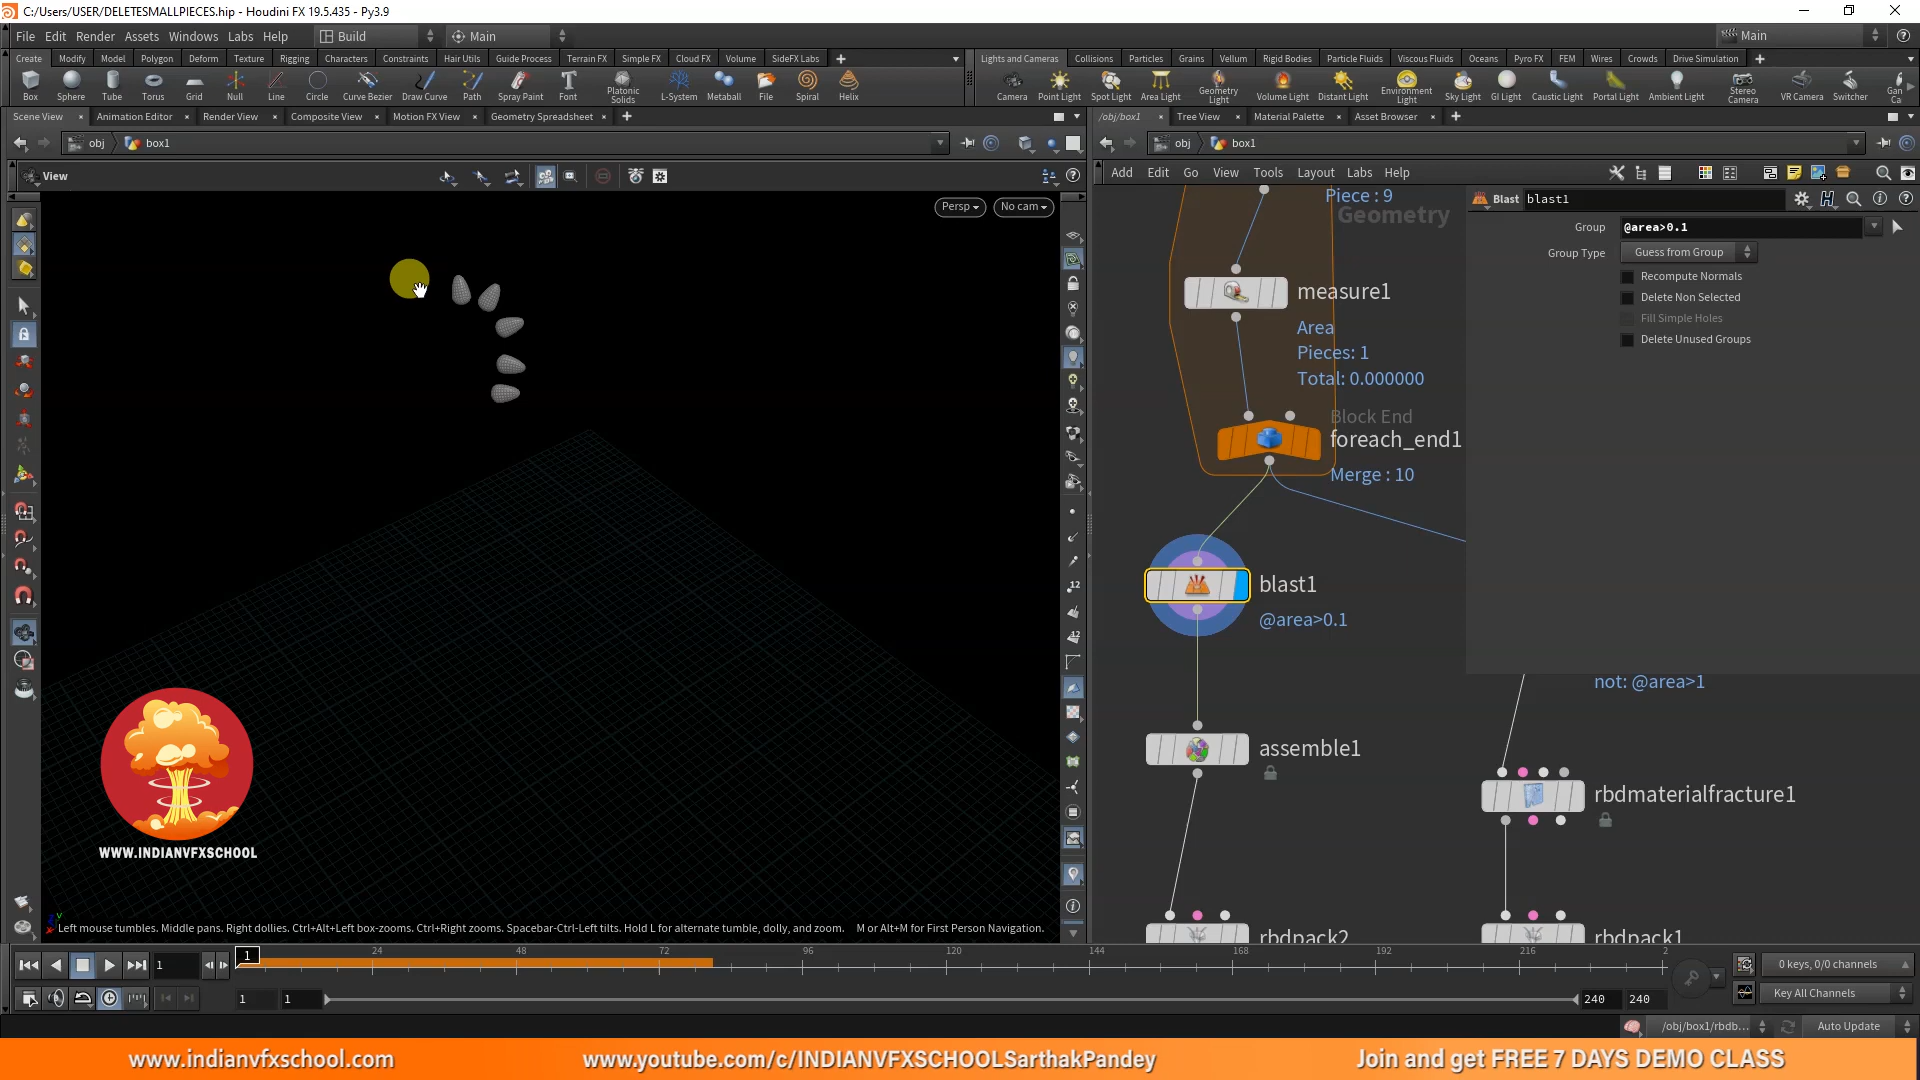 C:/Users/USER/DELETESMALLPIECES.hip - Houdini FX 19.5.435 - Py3.9
File Edit Render Assets Windows Labs Help Build Main Main
Create Modify Model Polygon Deform Texture Rigging Characters Constraints Hair Utils Guide Process Terrain FX Simple FX Cloud FX Volume SideFX Labs
Lights and Cameras Collisions Particles Grains Vellum Rigid Bodies Particle Fluids Viscous Fluids Oceans Pyro FX FEM Wires Crowds Drive Simulation
Box Sphere Tube Torus Grid Null Line Circle Curve Bezier Draw Curve Path Spray Paint Font Platonic Solids L-System Metaball File Spiral Helix
Camera Point Light Spot Light Area Light Geometry Light Volume Light Distant Light Environment Light Sky Light GI Light Caustic Light Portal Light Ambient Light Stereo Camera VR Camera Switcher Gan Ca
Scene View Animation Editor Render View Composite View Motion FX View Geometry Spreadsheet
/obj/box1 Tree View Material Palette Asset Browser
obj box1
obj box1
View
Add Edit Go View Tools Layout Labs Help
Persp No cam
Piece : 9
Geometry
Blast blast1
Group @area>0.1
Group Type Guess from Group
Recompute Normals
Delete Non Selected
Fill Simple Holes
Delete Unused Groups
measure1
Area
Pieces: 1
Total: 0.000000
Block End
foreach_end1
Merge : 10
blast1
@area>0.1
not: @area>1
assemble1
rbdmaterialfracture1
rbdpack2
rbdpack1
12
12
WWW.INDIANVFXSCHOOL
Left mouse tumbles. Middle pans. Right dollies. Ctrl+Alt+Left box-zooms. Ctrl+Right zooms. Spacebar-Ctrl-Left tilts. Hold L for alternate tumble, dolly, and zoom. M or Alt+M for First Person Navigation.
1 1 24 48 72 96 120 144 168 192 216 2
0 keys, 0/0 channels
1 1 240 240
Key All Channels
/obj/box1/rbdb... Auto Update
www.indianvfxschool.com www.youtube.com/c/INDIANVFXSCHOOLSarthakPandey Join and get FREE 7 DAYS DEMO CLASS